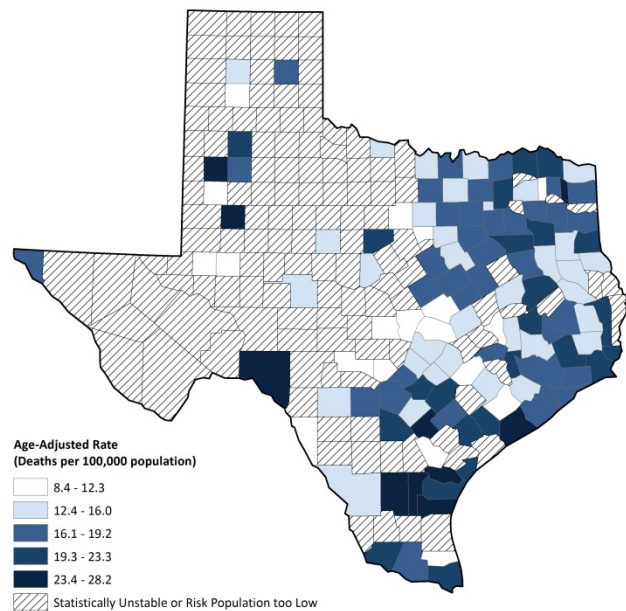 Age-Adjusted Rate
(Deaths per 100,000 population)
8.4 - 12.3
12.4 - 16.0
16.1 - 19.2
19.3 - 23.3
23.4 - 28.2
Statistically Unstable or Risk Population too Low